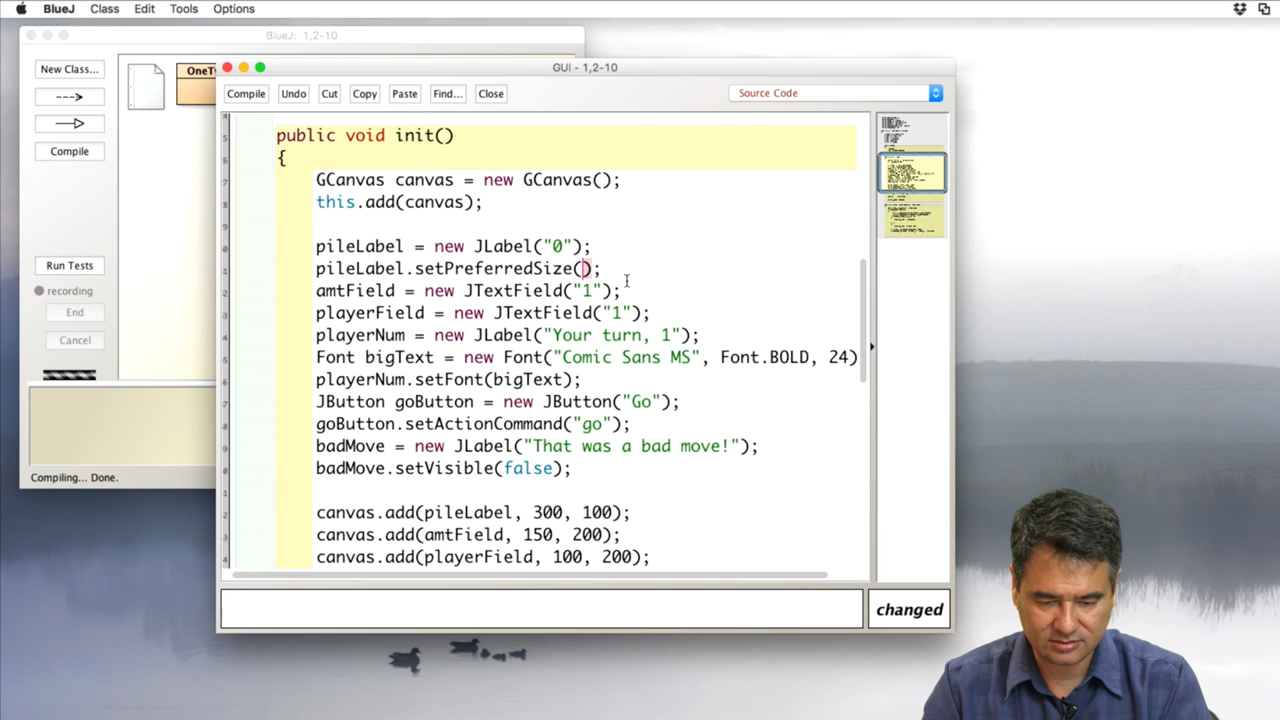 BlueJ Class Edit Tools Options
BlueJ: 1,2-10
New Class...
Compile
Run Tests
recording
End
Cancel
Compiling... Done.
GUI - 1,2-10
Compile Undo Cut Copy Paste Find... Close
Source Code
public void init()
{
GCanvas canvas = new GCanvas();
this.add(canvas);
pileLabel = new JLabel("0");
pileLabel.setPreferredSize();
amtField = new JTextField("1");
playerField = new JTextField("1");
playerNum = new JLabel("Your turn, 1");
Font bigText = new Font("Comic Sans MS", Font.BOLD, 24)
playerNum.setFont(bigText);
JButton goButton = new JButton("Go");
goButton.setActionCommand("go");
badMove = new JLabel("That was a bad move!");
badMove.setVisible(false);
canvas.add(pileLabel, 300, 100);
canvas.add(amtField, 150, 200);
canvas.add(playerField, 100, 200);
changed